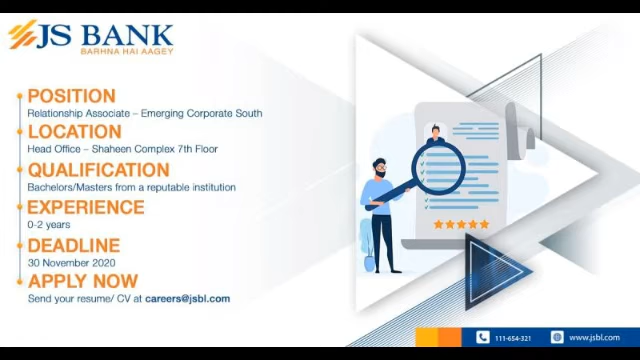 JS BANK
BARHNA HAI AAGEY
POSITION
Relationship Associate – Emerging Corporate South
LOCATION
Head Office – Shaheen Complex 7th Floor
QUALIFICATION
Bachelors/Masters from a reputable institution
EXPERIENCE
0-2 years
DEADLINE
30 November 2020
APPLY NOW
Send your resume/ CV at careers@jsbl.com
111-654-321
www.jsbl.com